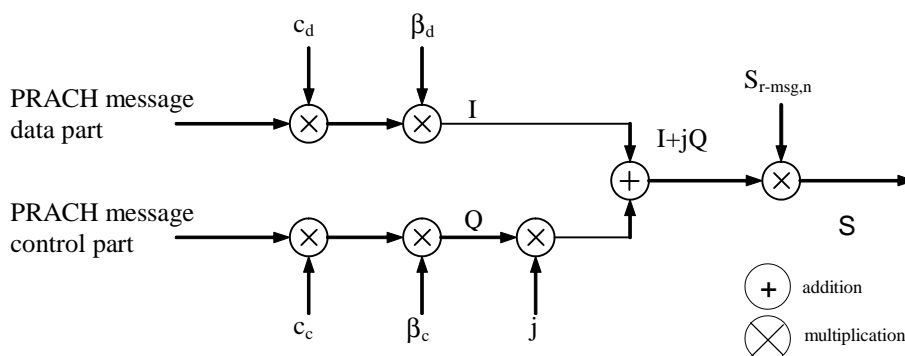 c_d
β_d
S_r-msg,n
PRACH message
data part
I
I+jQ
PRACH message
control part
Q
S
c_c
β_c
j
addition
multiplication